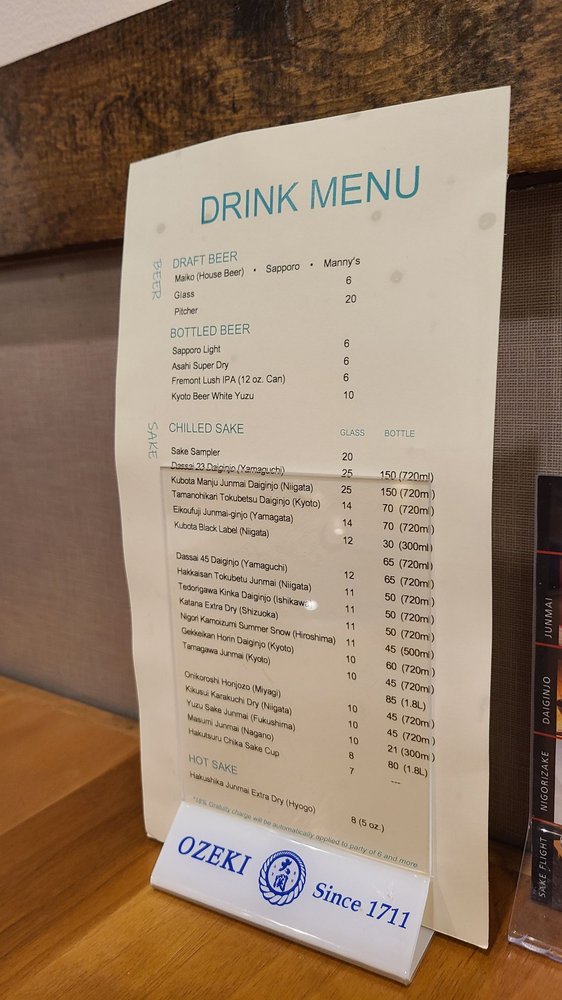 DRINK MENU
BEER
DRAFT BEER
Maiko (House Beer) • Sapporo • Manny's
Glass 6
Pitcher 20
BOTTLED BEER
Sapporo Light 6
Asahi Super Dry 6
Fremont Lush IPA (12 oz. Can) 6
Kyoto Beer White Yuzu 10
SAKE
CHILLED SAKE GLASS BOTTLE
Sake Sampler 20
Dassai 23 Daiginjo (Yamaguchi) 25 150 (720ml)
Kubota Manju Junmai Daiginjo (Niigata) 25 150 (720ml)
Tamanohikari Tokubetsu Daiginjo (Kyoto) 14 70 (720ml)
Eikoufuji Junmai-ginjo (Yamagata) 14 70 (720ml)
Kubota Black Label (Niigata) 12 30 (300ml)
65 (720ml)
Dassai 45 Daiginjo (Yamaguchi) 12 65 (720ml)
Hakkaisan Tokubetu Junmai (Niigata) 11 50 (720ml)
Tedorigawa Kinka Daiginjo (Ishikawa) 11 50 (720ml)
Katana Extra Dry (Shizuoka) 11 50 (720ml)
Nigori Kamoizumi Summer Snow (Hiroshima) 11 45 (500ml)
Gekkeikan Horin Daiginjo (Kyoto) 10 60 (720ml)
Tamagawa Junmai (Kyoto) 10 45 (720ml)
85 (1.8L)
Onikoroshi Honjozo (Miyagi) 10 45 (720ml)
Kikusui Karakuchi Dry (Niigata) 10 45 (720ml)
Yuzu Sake Junmai (Fukushima) 10 21 (300ml)
Masumi Junmai (Nagano) 8 80 (1.8L)
Hakutsuru Chika Sake Cup 7 ---
HOT SAKE
Hakushika Junmai Extra Dry (Hyogo) 8 (5 oz.)
*18% Gratuity charge will be automatically applied to party of 6 and more.
OZEKI 大関 Since 1711
SAKE FLIGHT NIGORIZAKE DAIGINJO JUNMAI